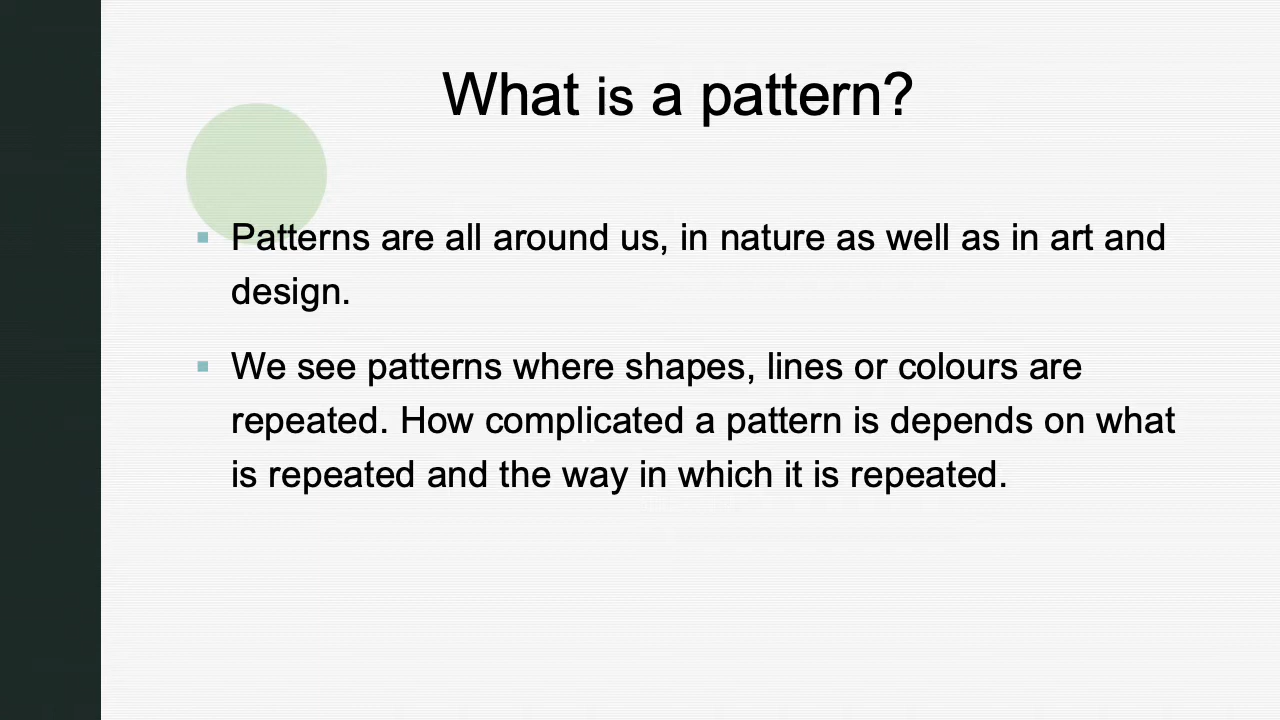 What is a pattern?
Patterns are all around us, in nature as well as in art and
design.
We see patterns where shapes, lines or colours are
repeated. How complicated a pattern is depends on what
is repeated and the way in which it is repeated.